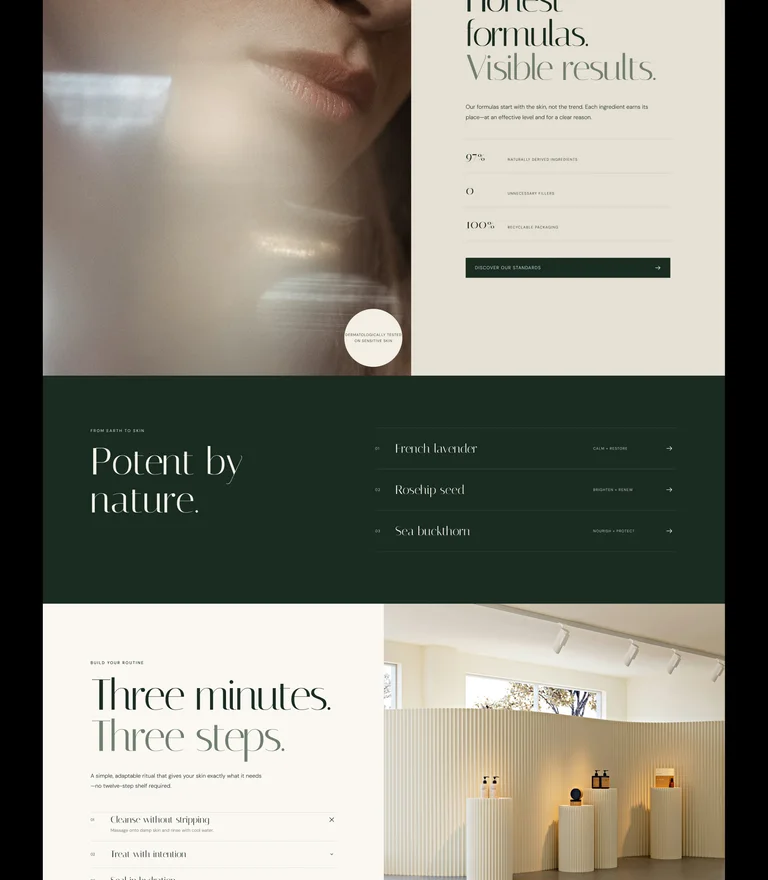 Honest
formulas.
Visible results.
Our formulas start with the skin, not the trend. Each ingredient earns its
place—at an effective level and for a clear reason.
97% NATURALLY DERIVED INGREDIENTS
0 UNNECESSARY FILLERS
100% RECYCLABLE PACKAGING
DISCOVER OUR STANDARDS →
DERMATOLOGICALLY TESTED
ON SENSITIVE SKIN
FROM EARTH TO SKIN
Potent by
nature.
01 French lavender CALM + RESTORE →
02 Rosehip seed BRIGHTEN + RENEW →
03 Sea buckthorn NOURISH + PROTECT →
BUILD YOUR ROUTINE
Three minutes.
Three steps.
A simple, adaptable ritual that gives your skin exactly what it needs
—no twelve-step shelf required.
01 Cleanse without stripping
Massage onto damp skin and rinse with cool water.
02 Treat with intention
Seal in hydration